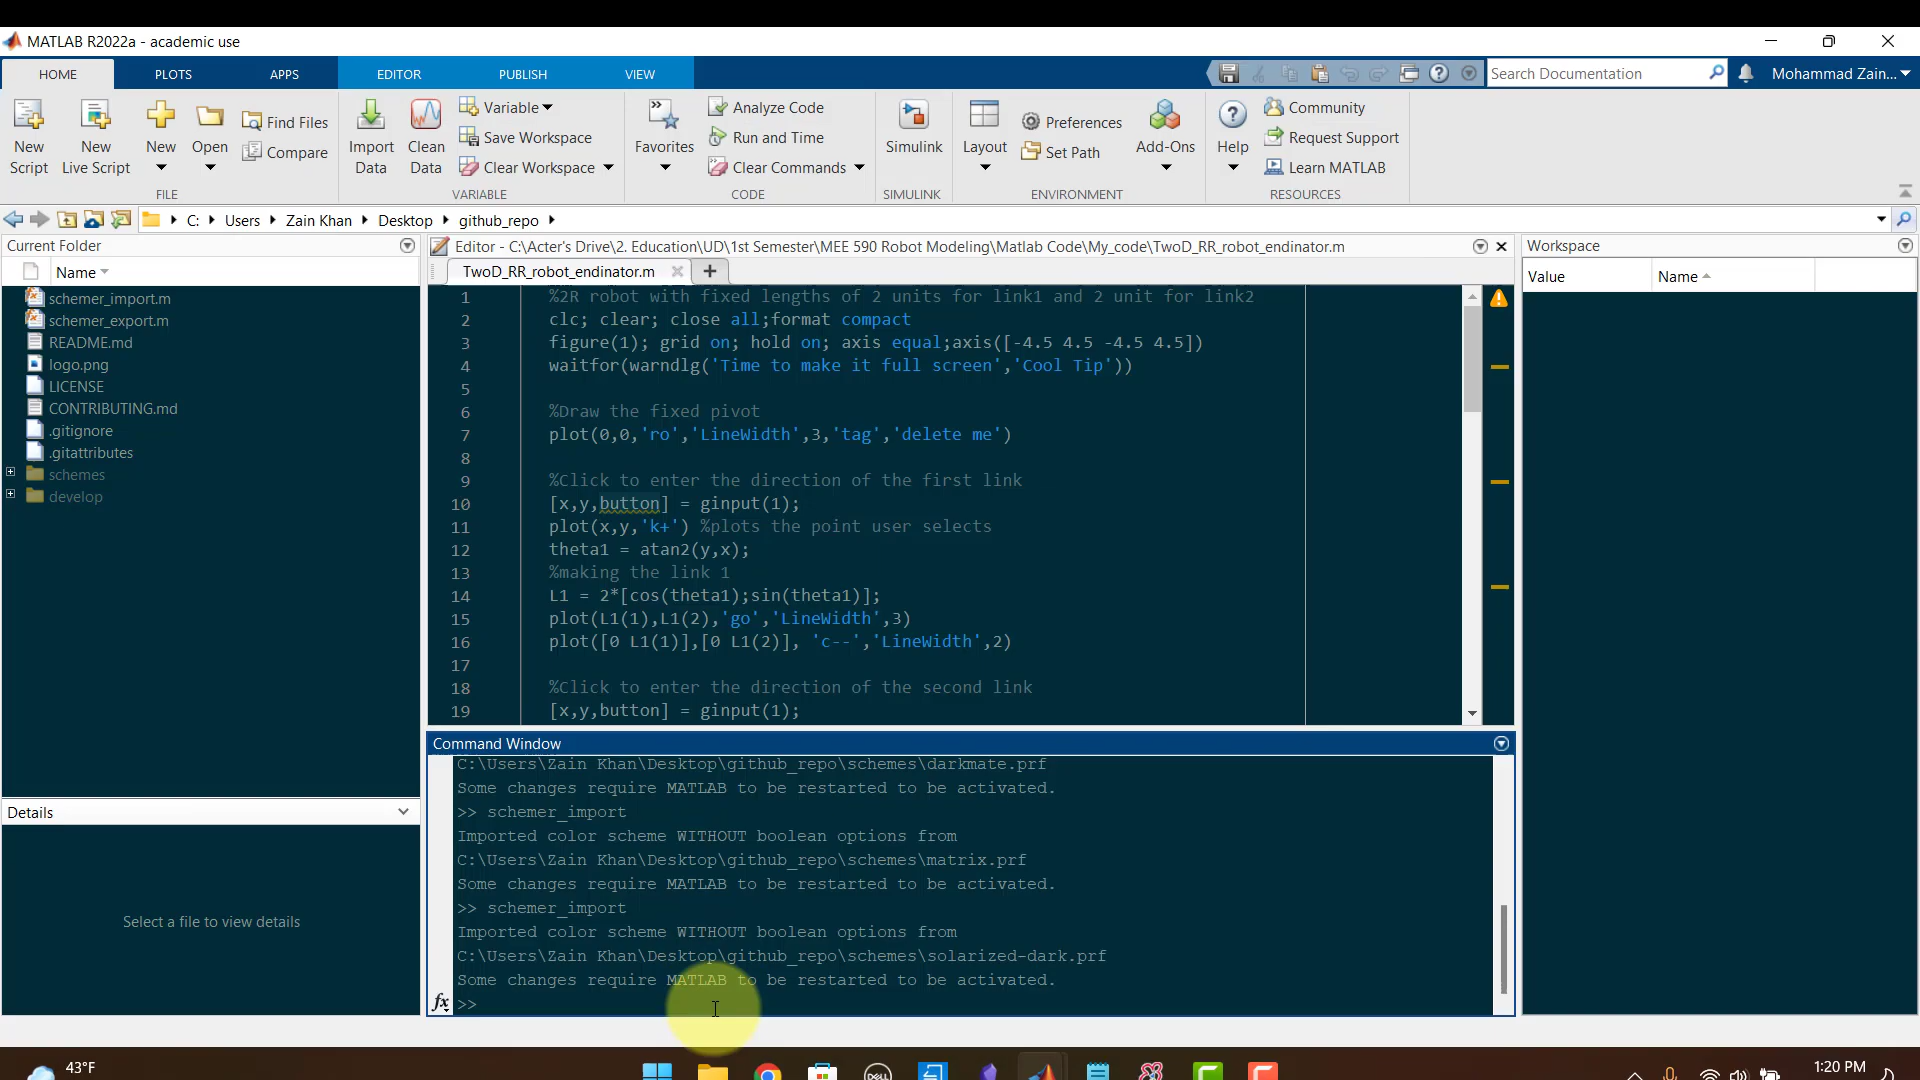 MATLAB R2022a - academic use
HOME PLOTS APPS EDITOR PUBLISH VIEW
Search Documentation
Mohammad Zain...
New Script
New Live Script
New
Open
Find Files
Compare
FILE
Import Data
Clean Data
Variable
Save Workspace
Clear Workspace
VARIABLE
Favorites
Analyze Code
Run and Time
Clear Commands
CODE
Simulink
SIMULINK
Layout
Preferences
Set Path
Add-Ons
ENVIRONMENT
Help
Community
Request Support
Learn MATLAB
RESOURCES
C: Users Zain Khan Desktop github_repo
Current Folder
Name
schemer_import.m
schemer_export.m
README.md
logo.png
LICENSE
CONTRIBUTING.md
.gitignore
.gitattributes
schemes
develop
Details
Select a file to view details
Editor - C:\Acter's Drive\2. Education\UD\1st Semester\MEE 590 Robot Modeling\Matlab Code\My_code\TwoD_RR_robot_endinator.m
TwoD_RR_robot_endinator.m
1 %2R robot with fixed lengths of 2 units for link1 and 2 unit for link2
2 clc; clear; close all;format compact
3 figure(1); grid on; hold on; axis equal;axis([-4.5 4.5 -4.5 4.5])
4 waitfor(warndlg('Time to make it full screen','Cool Tip'))
5
6 %Draw the fixed pivot
7 plot(0,0,'ro','LineWidth',3,'tag','delete me')
8
9 %Click to enter the direction of the first link
10 [x,y,button] = ginput(1);
11 plot(x,y,'k+') %plots the point user selects
12 theta1 = atan2(y,x);
13 %making the link 1
14 L1 = 2*[cos(theta1);sin(theta1)];
15 plot(L1(1),L1(2),'go','LineWidth',3)
16 plot([0 L1(1)],[0 L1(2)], 'c--','LineWidth',2)
17
18 %Click to enter the direction of the second link
19 [x,y,button] = ginput(1);
Command Window
C:\Users\Zain Khan\Desktop\github_repo\schemes\darkmate.prf
Some changes require MATLAB to be restarted to be activated.
>> schemer_import
Imported color scheme WITHOUT boolean options from
C:\Users\Zain Khan\Desktop\github_repo\schemes\matrix.prf
Some changes require MATLAB to be restarted to be activated.
>> schemer_import
Imported color scheme WITHOUT boolean options from
C:\Users\Zain Khan\Desktop\github_repo\schemes\solarized-dark.prf
Some changes require MATLAB to be restarted to be activated.
fx >>
Workspace
Value Name
43°F
DELL
1:20 PM